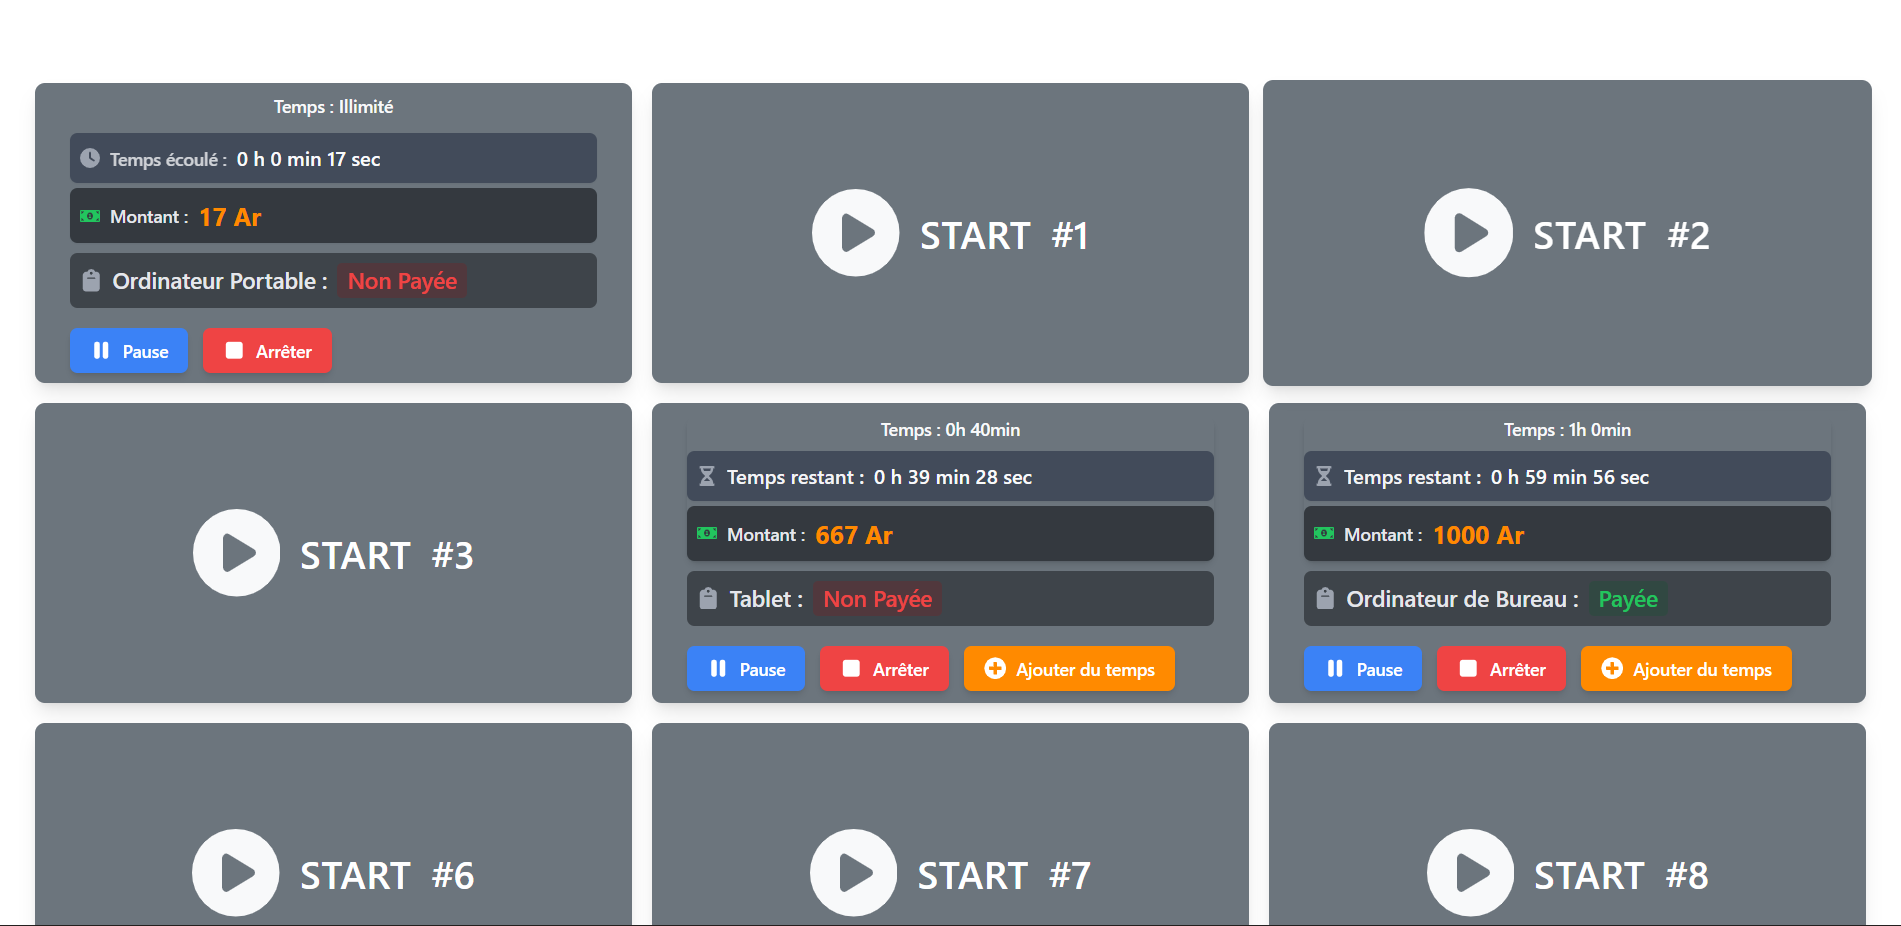 Temps : Illimité
Temps écoulé : 0 h 0 min 17 sec
Montant : 17 Ar
Ordinateur Portable : Non Payée
Pause Arrêter
START #1
START #2
START #3
Temps : 0h 40min
Temps restant : 0 h 39 min 28 sec
Montant : 667 Ar
Tablet : Non Payée
Pause Arrêter Ajouter du temps
Temps : 1h 0min
Temps restant : 0 h 59 min 56 sec
Montant : 1000 Ar
Ordinateur de Bureau : Payée
Pause Arrêter Ajouter du temps
START #6
START #7
START #8